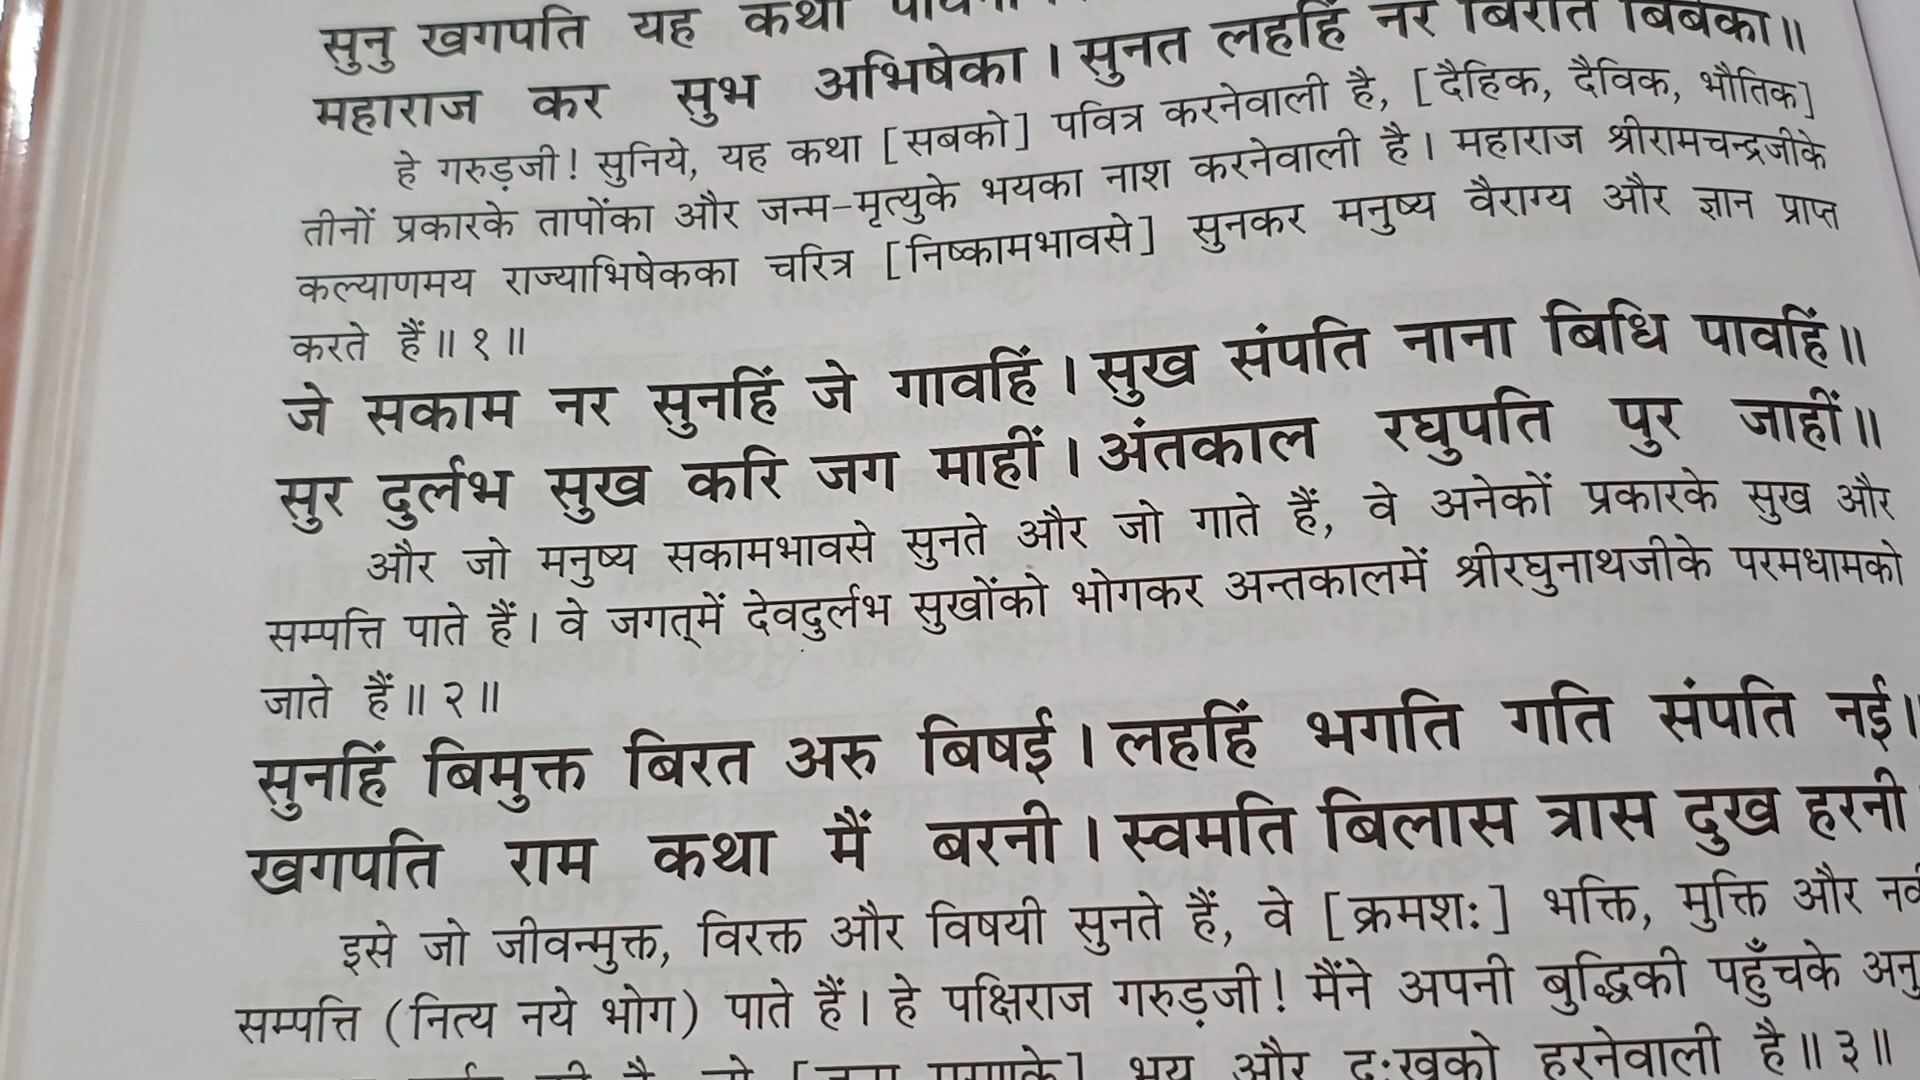 सुनु खगपति यह कथा
महाराज कर सुभ अभिषेका। सुनत लहहिं नर बिरति बिबेका॥
हे गरुड़जी! सुनिये, यह कथा [सबको] पवित्र करनेवाली है, [दैहिक, दैविक, भौतिक]
तीनों प्रकारके तापोंका और जन्म-मृत्युके भयका नाश करनेवाली है। महाराज श्रीरामचन्द्रजीके
कल्याणमय राज्याभिषेकका चरित्र [निष्कामभावसे] सुनकर मनुष्य वैराग्य और ज्ञान प्राप्त
करते हैं॥ १॥
जे सकाम नर सुनहिं जे गावहिं। सुख संपति नाना बिधि पावहिं॥
सुर दुर्लभ सुख करि जग माहीं। अंतकाल रघुपति पुर जाहीं॥
और जो मनुष्य सकामभावसे सुनते और जो गाते हैं, वे अनेकों प्रकारके सुख और
सम्पत्ति पाते हैं। वे जगत्‌में देवदुर्लभ सुखोंको भोगकर अन्तकालमें श्रीरघुनाथजीके परमधामको
जाते हैं॥ २॥
सुनहिं बिमुक्त बिरत अरु बिषई। लहहिं भगति गति संपति नई॥
खगपति राम कथा मैं बरनी। स्वमति बिलास त्रास दुख हरनी
इसे जो जीवन्मुक्त, विरक्त और विषयी सुनते हैं, वे [क्रमशः] भक्ति, मुक्ति और
सम्पत्ति (नित्य नये भोग) पाते हैं। हे पक्षिराज गरुड़जी! मैंने अपनी बुद्धिकी पहुँचके
भय और दुःखको हरनेवाली है॥ ३॥